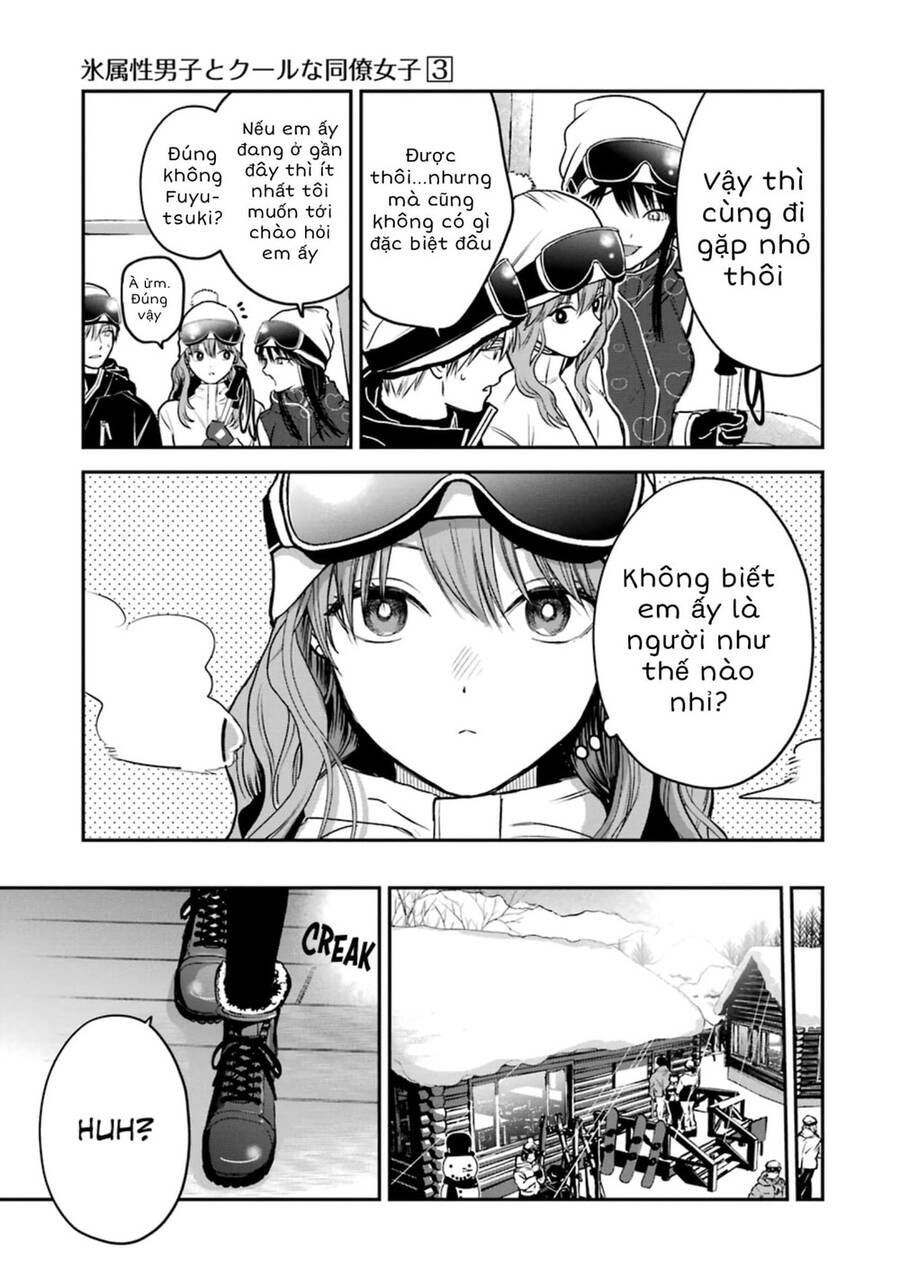 氷属性男子とクールな同僚女子 3
Vậy thì
cùng đi
gặp nhỏ
thôi
Được
thôi...nhưng
mà cũng
không có gì
đặc biệt đâu
Nếu em ấy
đang ở gần
đây thì ít
nhất tôi
muốn tới
chào hỏi
em ấy
Đúng
không
Fuyu-
tsuki?
À ừm.
Đúng
vậy
Không biết
em ấy là
người như
thế nào
nhỉ?
CREAK
HUH?